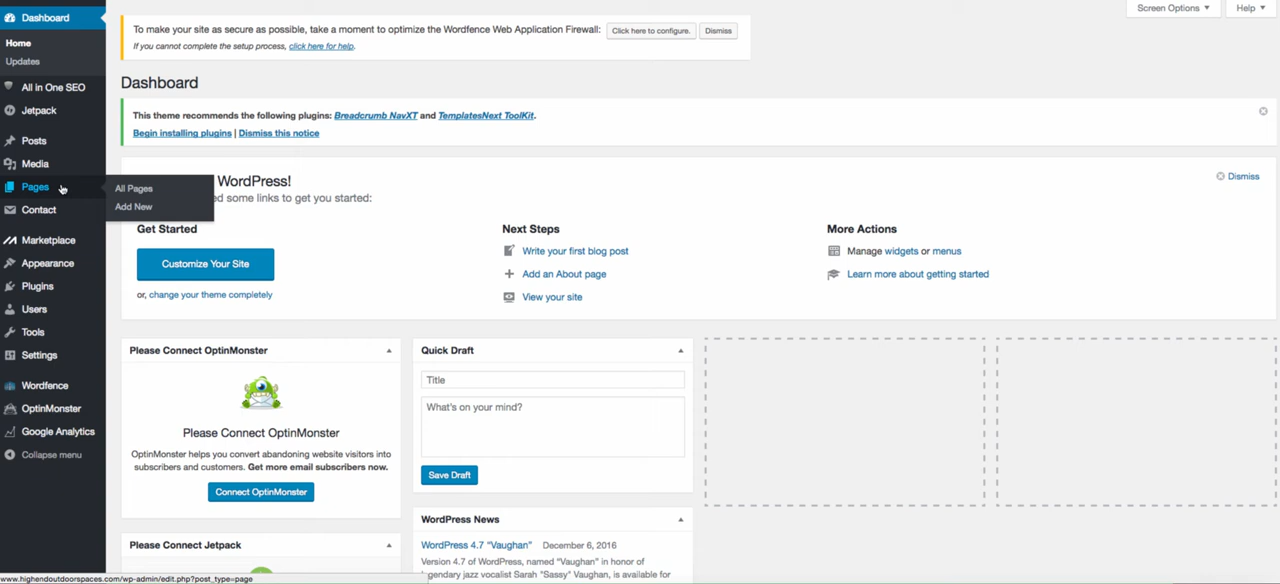 Dashboard
Home
Updates
All in One SEO
Jetpack
Posts
Media
Pages
All Pages
Add New
Contact
Marketplace
Appearance
Plugins
Users
Tools
Settings
Wordfence
OptinMonster
Google Analytics
Collapse menu
Screen Options
Help
To make your site as secure as possible, take a moment to optimize the Wordfence Web Application Firewall: Click here to configure. Dismiss
If you cannot complete the setup process, click here for help.
Dashboard
This theme recommends the following plugins: Breadcrumb NavXT and TemplatesNext ToolKit.
Begin installing plugins | Dismiss this notice
WordPress!
Dismiss
ed some links to get you started:
Get Started
Customize Your Site
or, change your theme completely
Next Steps
Write your first blog post
Add an About page
View your site
More Actions
Manage widgets or menus
Learn more about getting started
Please Connect OptinMonster
Please Connect OptinMonster
OptinMonster helps you convert abandoning website visitors into
subscribers and customers. Get more email subscribers now.
Connect OptinMonster
Please Connect Jetpack
Quick Draft
Title
What's on your mind?
Save Draft
WordPress News
WordPress 4.7 "Vaughan" December 6, 2016
Version 4.7 of WordPress, named "Vaughan" in honor of
legendary jazz vocalist Sarah "Sassy" Vaughan, is available for
www.highendoutdoorspaces.com/wp-admin/edit.php?post_type=page